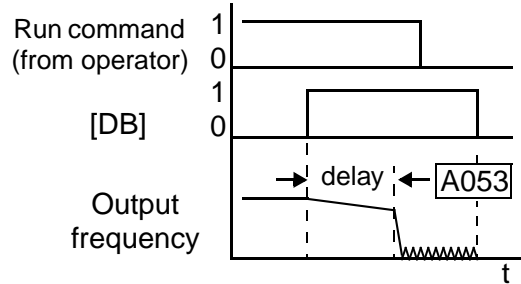 Run command
(from operator)
1
0
[DB]
1
0
delay
A053
Output
frequency
t